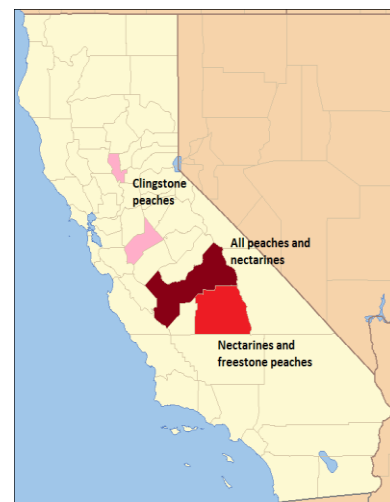 Clingstone
peaches
All peaches and
nectarines
Nectarines and
freestone peaches